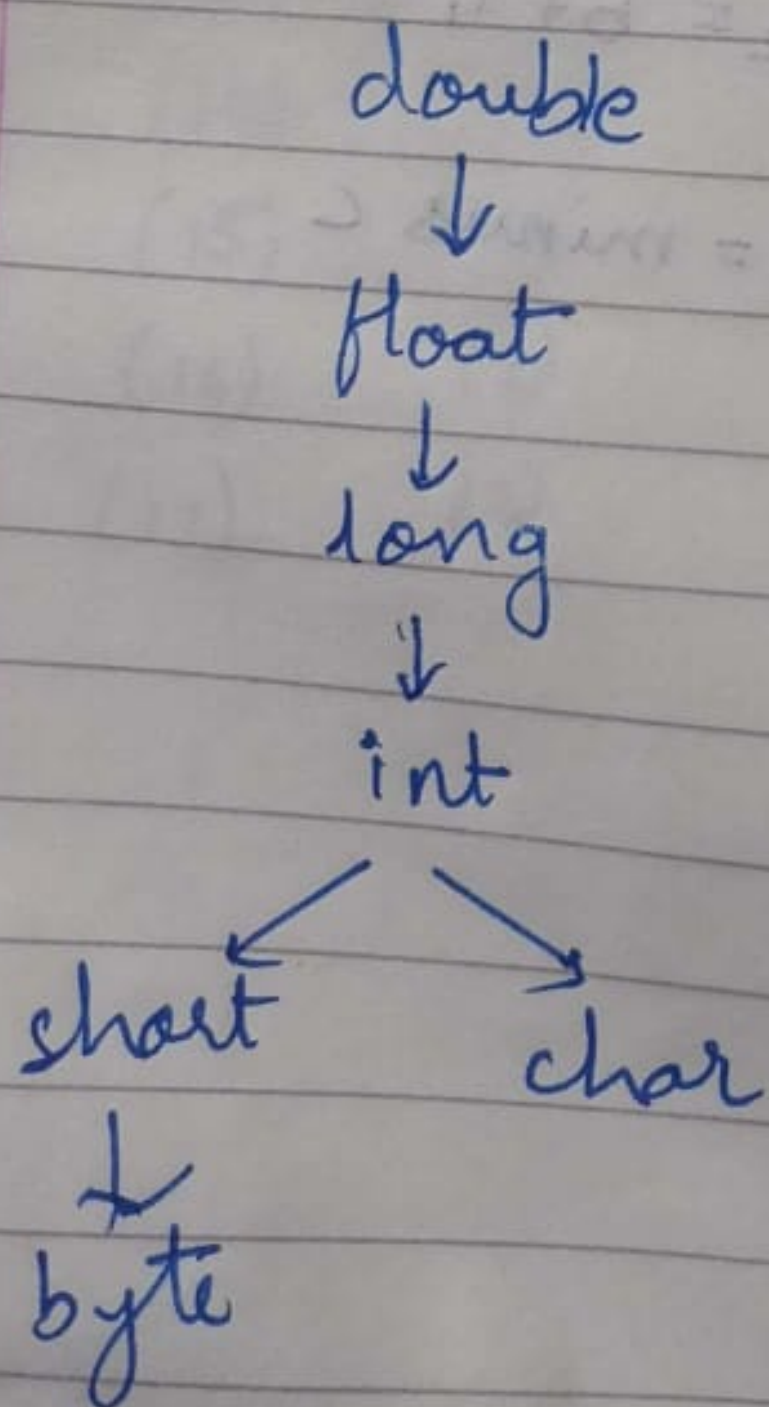 double
↓
float
↓
long
↓
int
short char
↓
byte